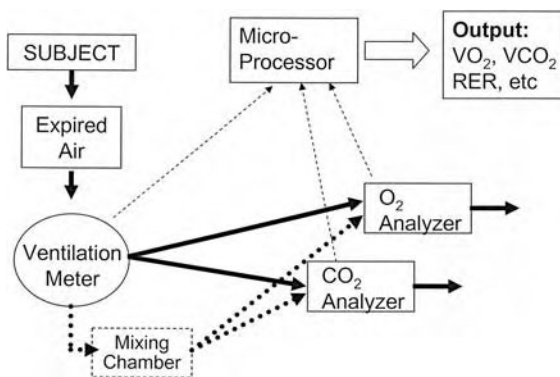 SUBJECT
Expired
Air
Ventilation
Meter
Mixing
Chamber
Micro-
Processor
Output:
VO₂, VCO₂
RER, etc
O₂
Analyzer
CO₂
Analyzer